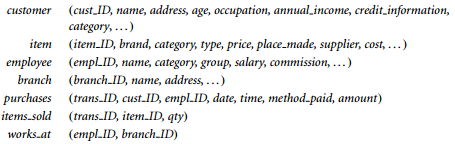 customer (cust_ID, name, address, age, occupation, annual_income, credit_information,
category, ...)
item (item_ID, brand, category, type, price, place_made, supplier, cost, ...)
employee (empl_ID, name, category, group, salary, commission, ...)
branch (branch_ID, name, address, ...)
purchases (trans_ID, cust_ID, empl_ID, date, time, method_paid, amount)
items_sold (trans_ID, item_ID, qty)
works_at (empl_ID, branch_ID)